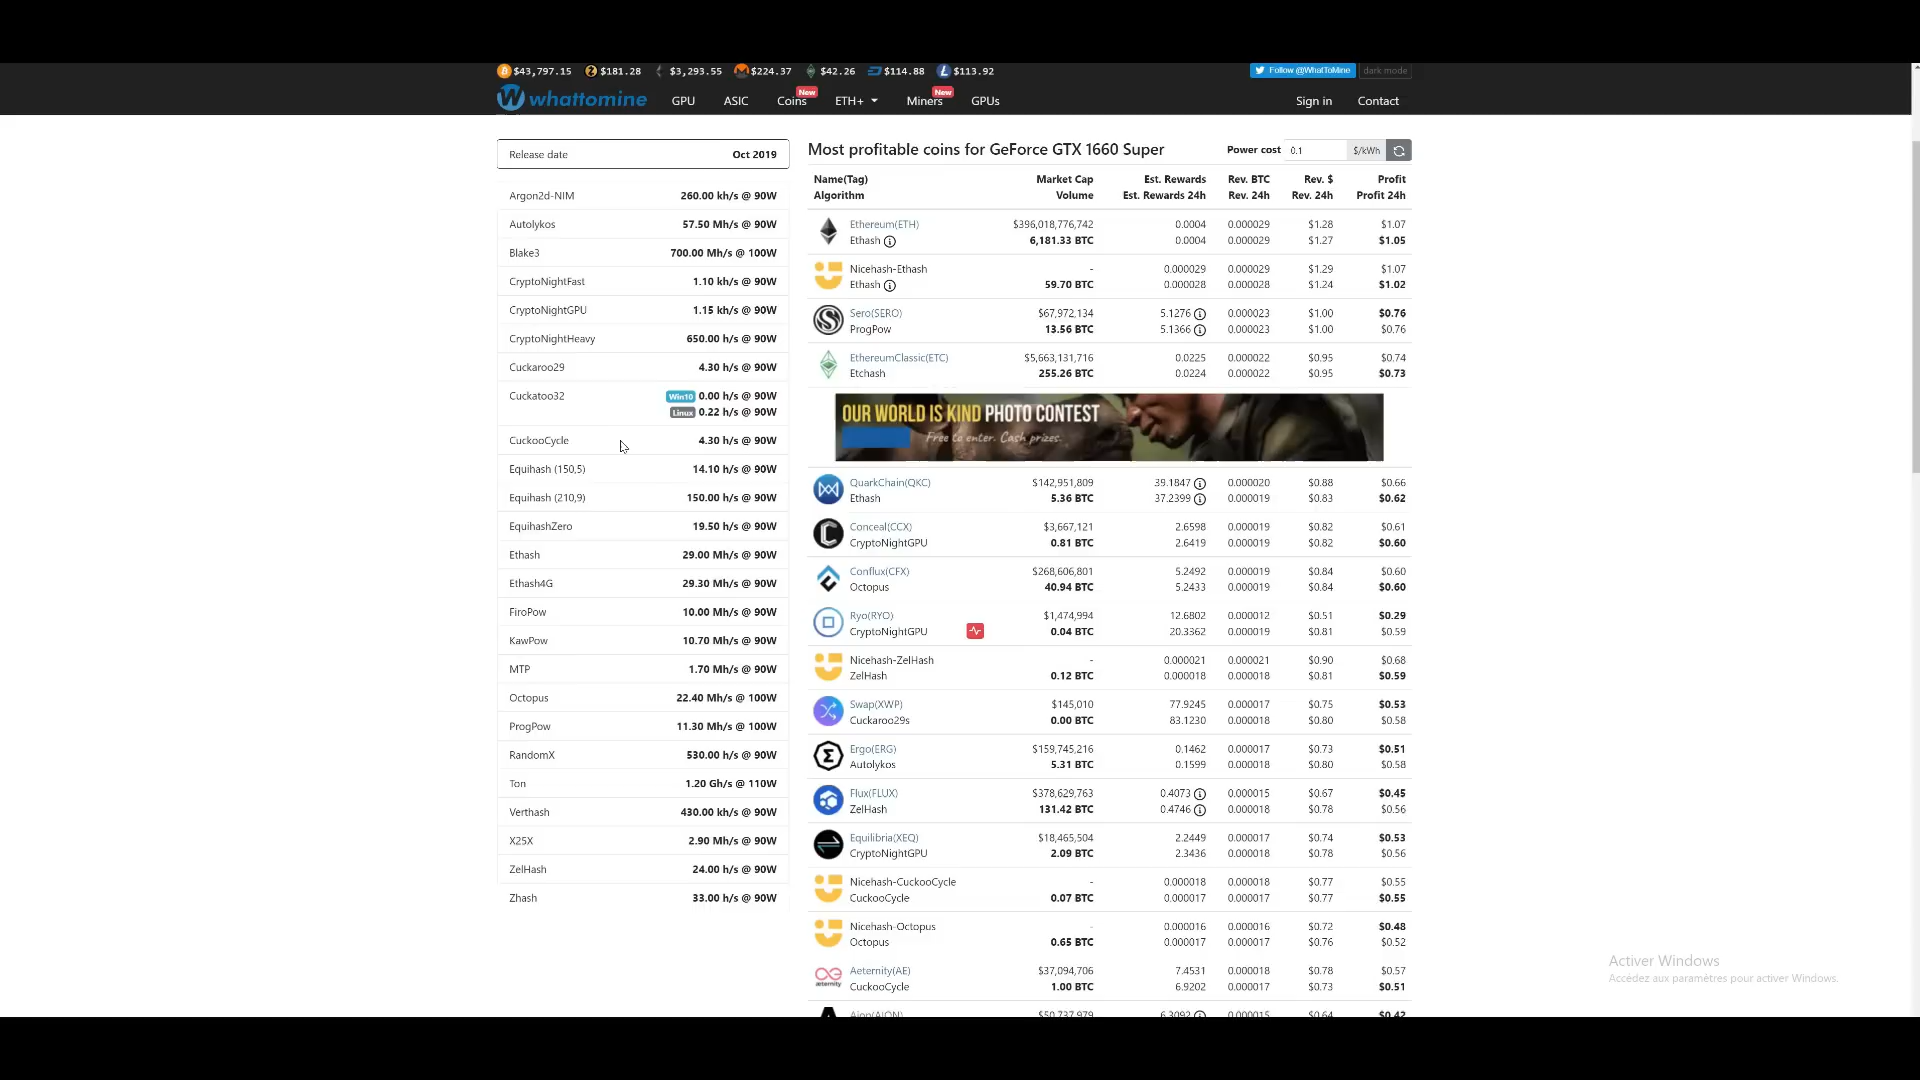 $43,797.15 $181.28 $3,293.55 $224.37 $42.26 $114.88 $113.92 Follow @WhatToMine dark mode
whattomine GPU ASIC Coins New ETH+ Miners New GPUs Sign in Contact
Release date Oct 2019
Argon2d-NIM 260.00 kh/s @ 90W
Autolykos 57.50 Mh/s @ 90W
Blake3 700.00 Mh/s @ 100W
CryptoNightFast 1.10 kh/s @ 90W
CryptoNightGPU 1.15 kh/s @ 90W
CryptoNightHeavy 650.00 h/s @ 90W
Cuckaroo29 4.30 h/s @ 90W
Cuckatoo32 Win10 0.00 h/s @ 90W
Linux 0.22 h/s @ 90W
CuckooCycle 4.30 h/s @ 90W
Equihash (150,5) 14.10 h/s @ 90W
Equihash (210,9) 150.00 h/s @ 90W
EquihashZero 19.50 h/s @ 90W
Ethash 29.00 Mh/s @ 90W
Ethash4G 29.30 Mh/s @ 90W
FiroPow 10.00 Mh/s @ 90W
KawPow 10.70 Mh/s @ 90W
MTP 1.70 Mh/s @ 90W
Octopus 22.40 Mh/s @ 100W
ProgPow 11.30 Mh/s @ 100W
RandomX 530.00 h/s @ 90W
Ton 1.20 Gh/s @ 110W
Verthash 430.00 kh/s @ 90W
X25X 2.90 Mh/s @ 90W
ZelHash 24.00 h/s @ 90W
Zhash 33.00 h/s @ 90W
Most profitable coins for GeForce GTX 1660 Super Power cost 0.1 $/kWh
Name(Tag) Market Cap Est. Rewards Rev. BTC Rev. $ Profit
Algorithm Volume Est. Rewards 24h Rev. 24h Rev. 24h Profit 24h
Ethereum(ETH) $396,018,776,742 0.0004 0.000029 $1.28 $1.07
Ethash 6,181.33 BTC 0.0004 0.000029 $1.27 $1.05
Nicehash-Ethash - 0.000029 0.000029 $1.29 $1.07
Ethash 59.70 BTC 0.000028 0.000028 $1.24 $1.02
Sero(SERO) $67,972,134 5.1276 0.000023 $1.00 $0.76
ProgPow 13.56 BTC 5.1366 0.000023 $1.00 $0.76
EthereumClassic(ETC) $5,663,131,716 0.0225 0.000022 $0.95 $0.74
Etchash 255.26 BTC 0.0224 0.000022 $0.95 $0.73
OUR WORLD IS KIND PHOTO CONTEST
Free to enter. Cash prizes.
QuarkChain(QKC) $142,951,809 39.1847 0.000020 $0.88 $0.66
Ethash 5.36 BTC 37.2399 0.000019 $0.83 $0.62
Conceal(CCX) $3,667,121 2.6598 0.000019 $0.82 $0.61
CryptoNightGPU 0.81 BTC 2.6419 0.000019 $0.82 $0.60
Conflux(CFX) $268,606,801 5.2492 0.000019 $0.84 $0.60
Octopus 40.94 BTC 5.2433 0.000019 $0.84 $0.60
Ryo(RYO) $1,474,994 12.6802 0.000012 $0.51 $0.29
CryptoNightGPU 0.04 BTC 20.3362 0.000019 $0.81 $0.59
Nicehash-ZelHash - 0.000021 0.000021 $0.90 $0.68
ZelHash 0.12 BTC 0.000018 0.000018 $0.81 $0.59
Swap(XWP) $145,010 77.9245 0.000017 $0.75 $0.53
Cuckaroo29s 0.00 BTC 83.1230 0.000018 $0.80 $0.58
Ergo(ERG) $159,745,216 0.1462 0.000017 $0.73 $0.51
Autolykos 5.31 BTC 0.1599 0.000018 $0.80 $0.58
Flux(FLUX) $378,629,763 0.4073 0.000015 $0.67 $0.45
ZelHash 131.42 BTC 0.4746 0.000018 $0.78 $0.56
Equilibria(XEQ) $18,465,504 2.2449 0.000017 $0.74 $0.53
CryptoNightGPU 2.09 BTC 2.3436 0.000018 $0.78 $0.56
Nicehash-CuckooCycle - 0.000018 0.000018 $0.77 $0.55
CuckooCycle 0.07 BTC 0.000017 0.000017 $0.77 $0.55
Nicehash-Octopus - 0.000016 0.000016 $0.72 $0.48
Octopus 0.65 BTC 0.000017 0.000017 $0.76 $0.52
Aeternity(AE) $37,094,706 7.4531 0.000018 $0.78 $0.57
aeternity CuckooCycle 1.00 BTC 6.9202 0.000017 $0.73 $0.51
Aion(AION) $50,737,979 6.3092 0.000015 $0.64 $0.42
Activer Windows
Accédez aux paramètres pour activer Windows.